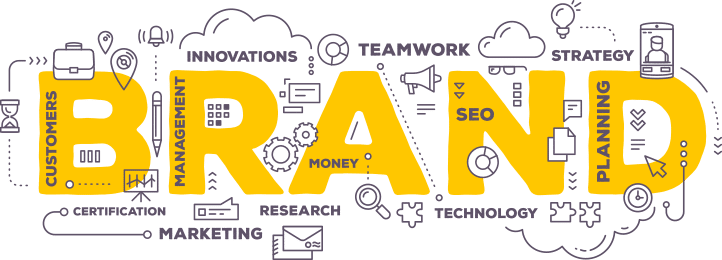 INNOVATIONS
TEAMWORK
STRATEGY
BRAND
CUSTOMERS
MANAGEMENT
SEO
PLANNING
MONEY
CERTIFICATION
RESEARCH
TECHNOLOGY
MARKETING